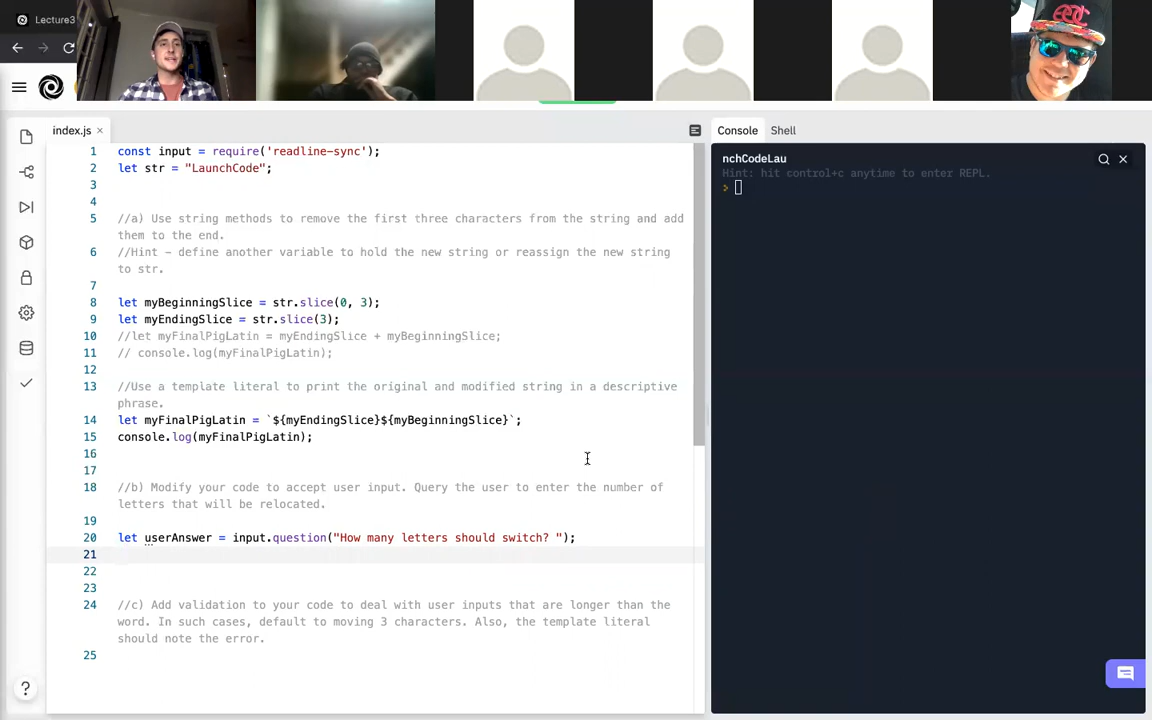 Lecture3
index.js ×
Console
Shell
1 const input = require('readline-sync');
2 let str = "LaunchCode";
3
4
5 //a) Use string methods to remove the first three characters from the string and add
them to the end.
6 //Hint - define another variable to hold the new string or reassign the new string
to str.
7
8 let myBeginningSlice = str.slice(0, 3);
9 let myEndingSlice = str.slice(3);
10 //let myFinalPigLatin = myEndingSlice + myBeginningSlice;
11 // console.log(myFinalPigLatin);
12
13 //Use a template literal to print the original and modified string in a descriptive
phrase.
14 let myFinalPigLatin = `${myEndingSlice}${myBeginningSlice}`;
15 console.log(myFinalPigLatin);
16
17
18 //b) Modify your code to accept user input. Query the user to enter the number of
letters that will be relocated.
19
20 let userAnswer = input.question("How many letters should switch? ");
21
22
23
24 //c) Add validation to your code to deal with user inputs that are longer than the
word. In such cases, default to moving 3 characters. Also, the template literal
should note the error.
25
nchCodeLau
Hint: hit control+c anytime to enter REPL.
>
?